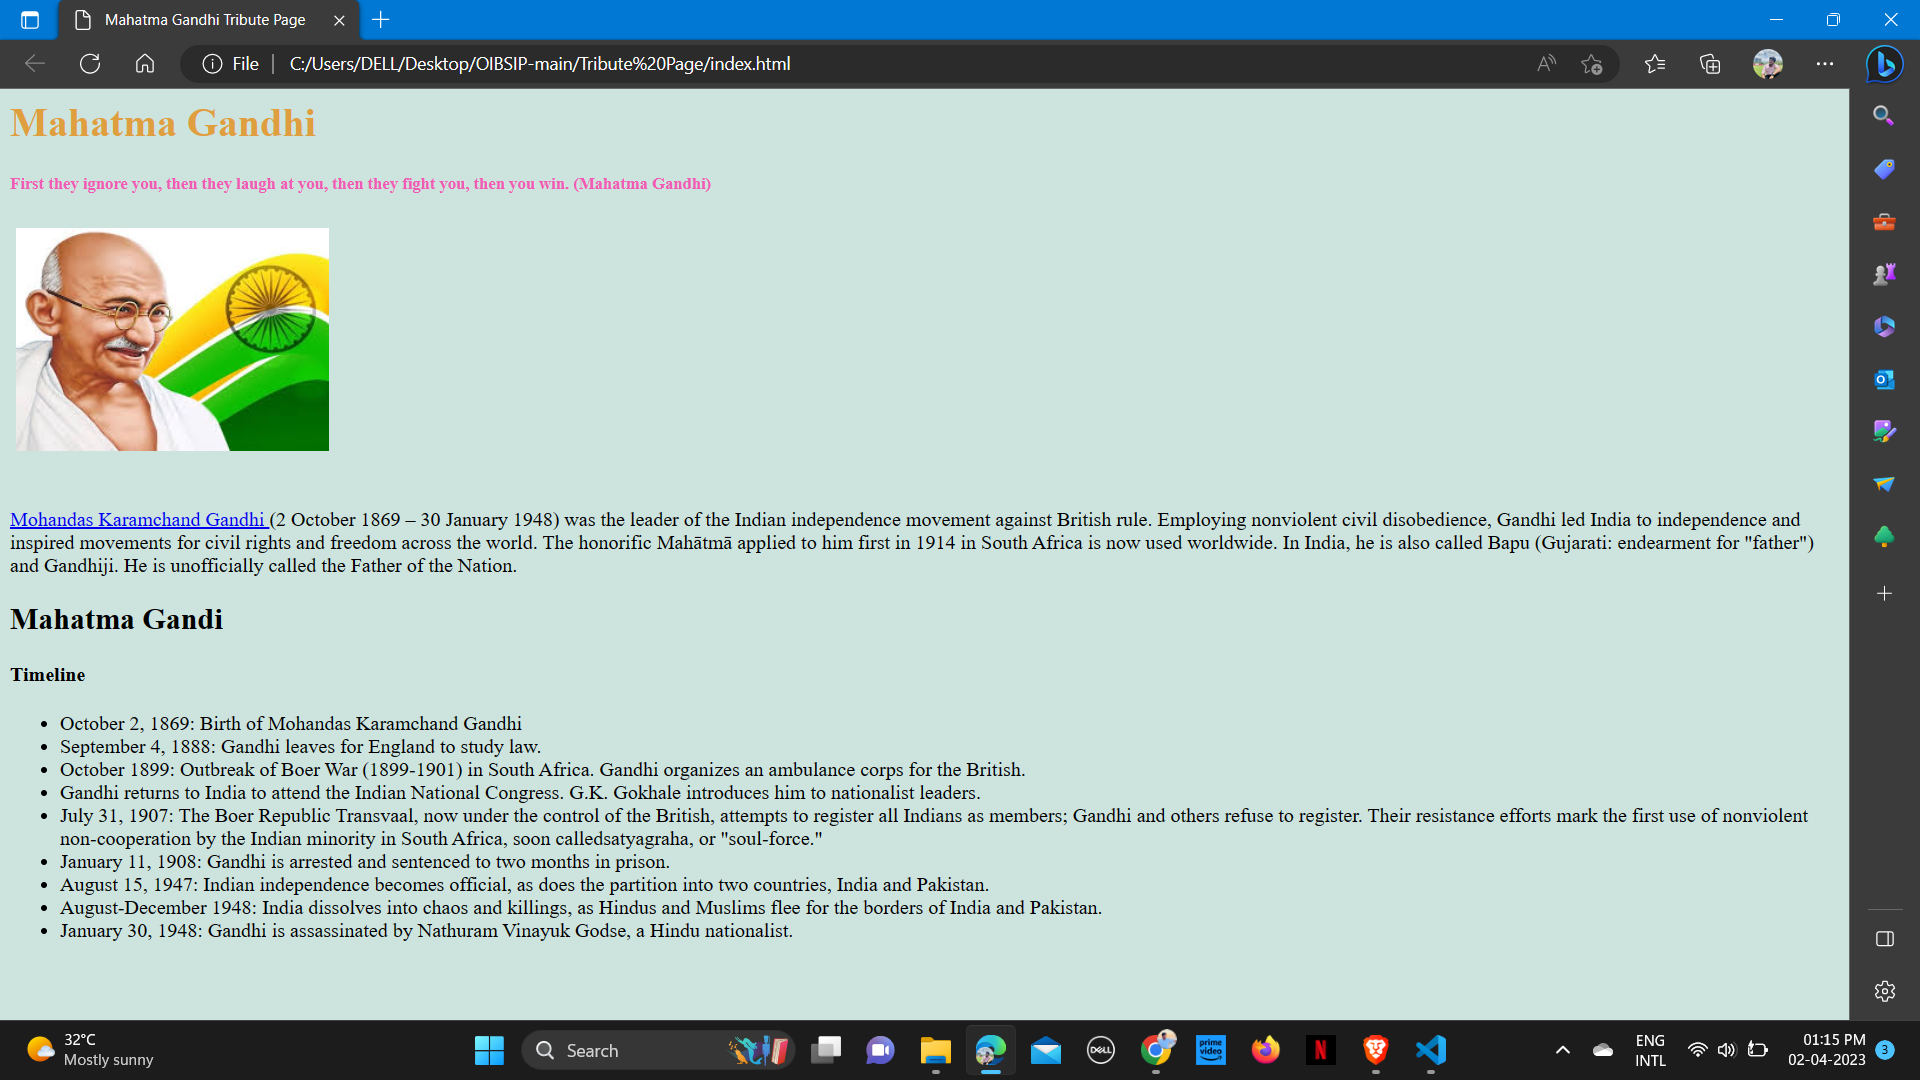 Mahatma Gandhi Tribute Page
File
C:/Users/DELL/Desktop/OIBSIP-main/Tribute%20Page/index.html
Mahatma Gandhi
First they ignore you, then they laugh at you, then they fight you, then you win. (Mahatma Gandhi)
Mohandas Karamchand Gandhi (2 October 1869 – 30 January 1948) was the leader of the Indian independence movement against British rule. Employing nonviolent civil disobedience, Gandhi led India to independence and
inspired movements for civil rights and freedom across the world. The honorific Mahātmā applied to him first in 1914 in South Africa is now used worldwide. In India, he is also called Bapu (Gujarati: endearment for "father")
and Gandhiji. He is unofficially called the Father of the Nation.
Mahatma Gandi
Timeline
• October 2, 1869: Birth of Mohandas Karamchand Gandhi
• September 4, 1888: Gandhi leaves for England to study law.
• October 1899: Outbreak of Boer War (1899-1901) in South Africa. Gandhi organizes an ambulance corps for the British.
• Gandhi returns to India to attend the Indian National Congress. G.K. Gokhale introduces him to nationalist leaders.
• July 31, 1907: The Boer Republic Transvaal, now under the control of the British, attempts to register all Indians as members; Gandhi and others refuse to register. Their resistance efforts mark the first use of nonviolent
non-cooperation by the Indian minority in South Africa, soon calledsatyagraha, or "soul-force."
• January 11, 1908: Gandhi is arrested and sentenced to two months in prison.
• August 15, 1947: Indian independence becomes official, as does the partition into two countries, India and Pakistan.
• August-December 1948: India dissolves into chaos and killings, as Hindus and Muslims flee for the borders of India and Pakistan.
• January 30, 1948: Gandhi is assassinated by Nathuram Vinayuk Godse, a Hindu nationalist.
32°C
Mostly sunny
Search
DELL
prime video
N
ENG
INTL
01:15 PM
02-04-2023
3